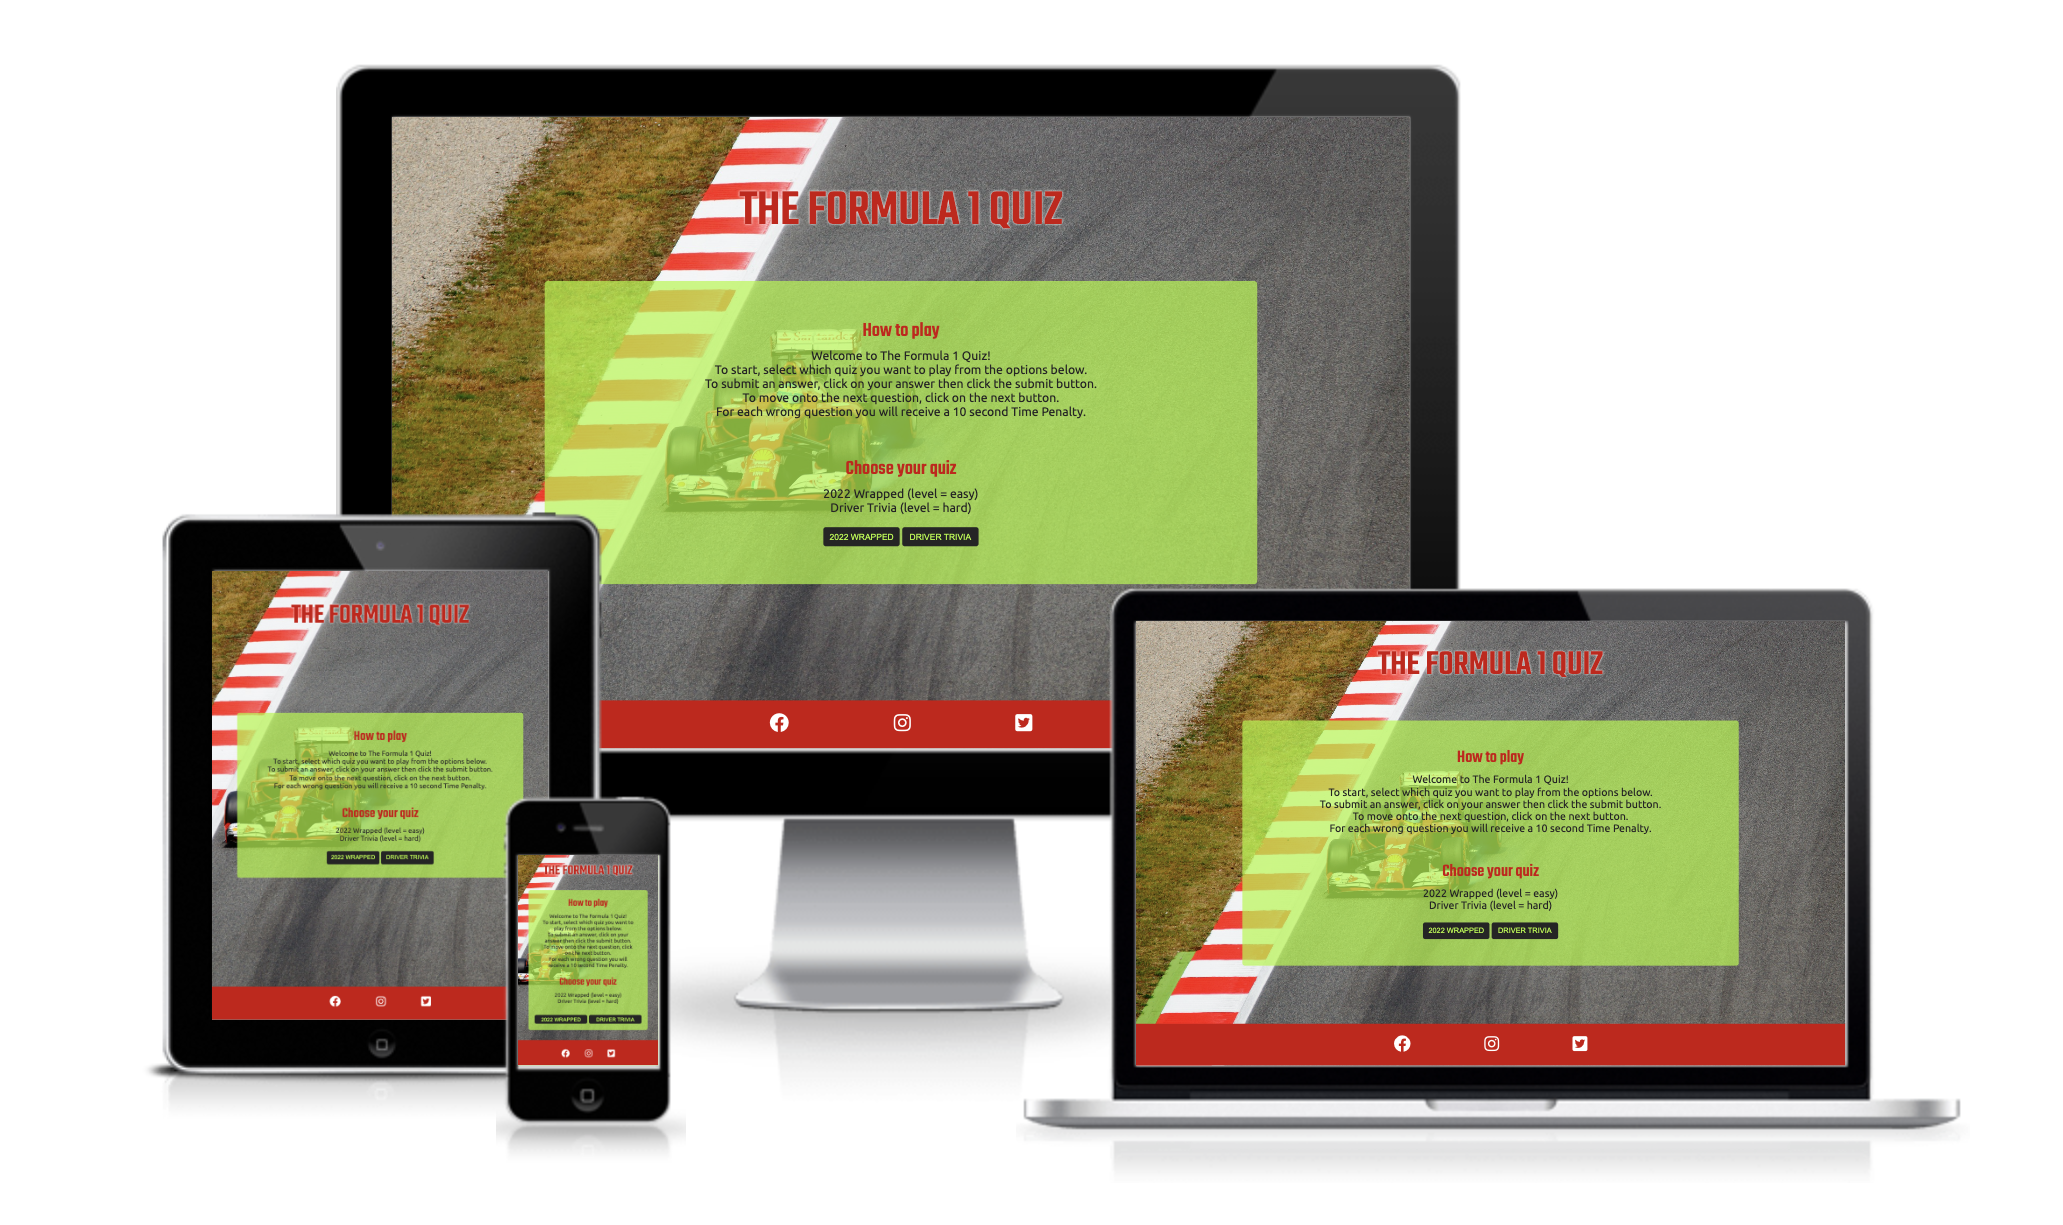 THE FORMULA 1 QUIZ
How to play
Welcome to The Formula 1 Quiz!
To start, select which quiz you want to play from the options below.
To submit an answer, click on your answer then click the submit button.
To move onto the next question, click on the next button.
For each wrong question you will receive a 10 second Time Penalty.
14
Choose your quiz
2022 Wrapped (level = easy)
Driver Trivia (level = hard)
2022 WRAPPED DRIVER TRIVIA
THE FORMULA 1 QUIZ
How to play
Welcome to The Formula 1 Quiz!
To start, select which quiz you want to play from the options below.
To submit an answer, click on your answer then click the submit button.
To move onto the next question, click on the next button.
For each wrong question you will receive a 10 second Time Penalty.
Choose your quiz
2022 Wrapped (level = easy)
Driver Trivia (level = hard)
2022 WRAPPED DRIVER TRIVIA
THE FORMULA 1 QUIZ
How to play
Welcome to The Formula 1 Quiz!
To start, select which quiz you want to
play from the options below.
To submit an answer, click on your
answer then click the submit button.
To move onto the next question, click
on the next button.
For each wrong question you will
receive a 10 second Time Penalty.
Choose your quiz
2022 Wrapped (level = easy)
Driver Trivia (level = hard)
2022 WRAPPED DRIVER TRIVIA
THE FORMULA 1 QUIZ
How to play
Welcome to The Formula 1 Quiz!
To start, select which quiz you want to play from the options below.
To submit an answer, click on your answer then click the submit button.
To move onto the next question, click on the next button.
For each wrong question you will receive a 10 second Time Penalty.
Choose your quiz
2022 Wrapped (level = easy)
Driver Trivia (level = hard)
2022 WRAPPED DRIVER TRIVIA